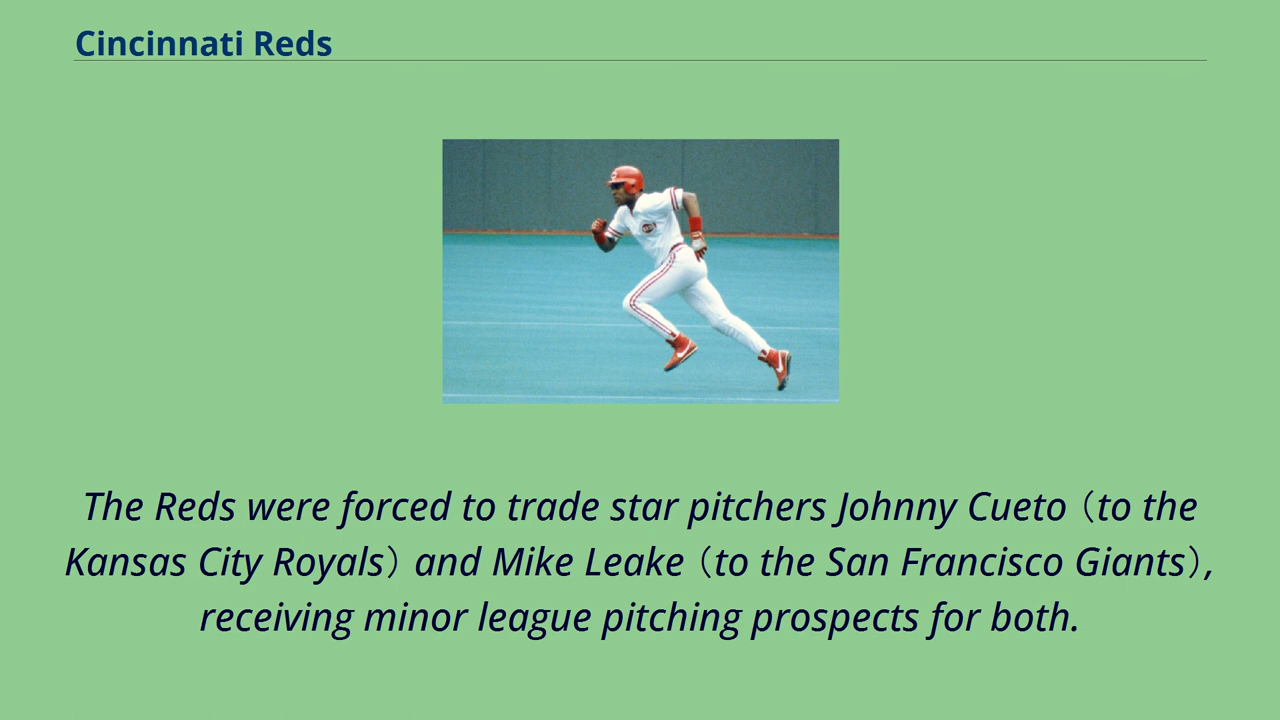 Cincinnati Reds
The Reds were forced to trade star pitchers Johnny Cueto (to the
Kansas City Royals) and Mike Leake (to the San Francisco Giants),
receiving minor league pitching prospects for both.